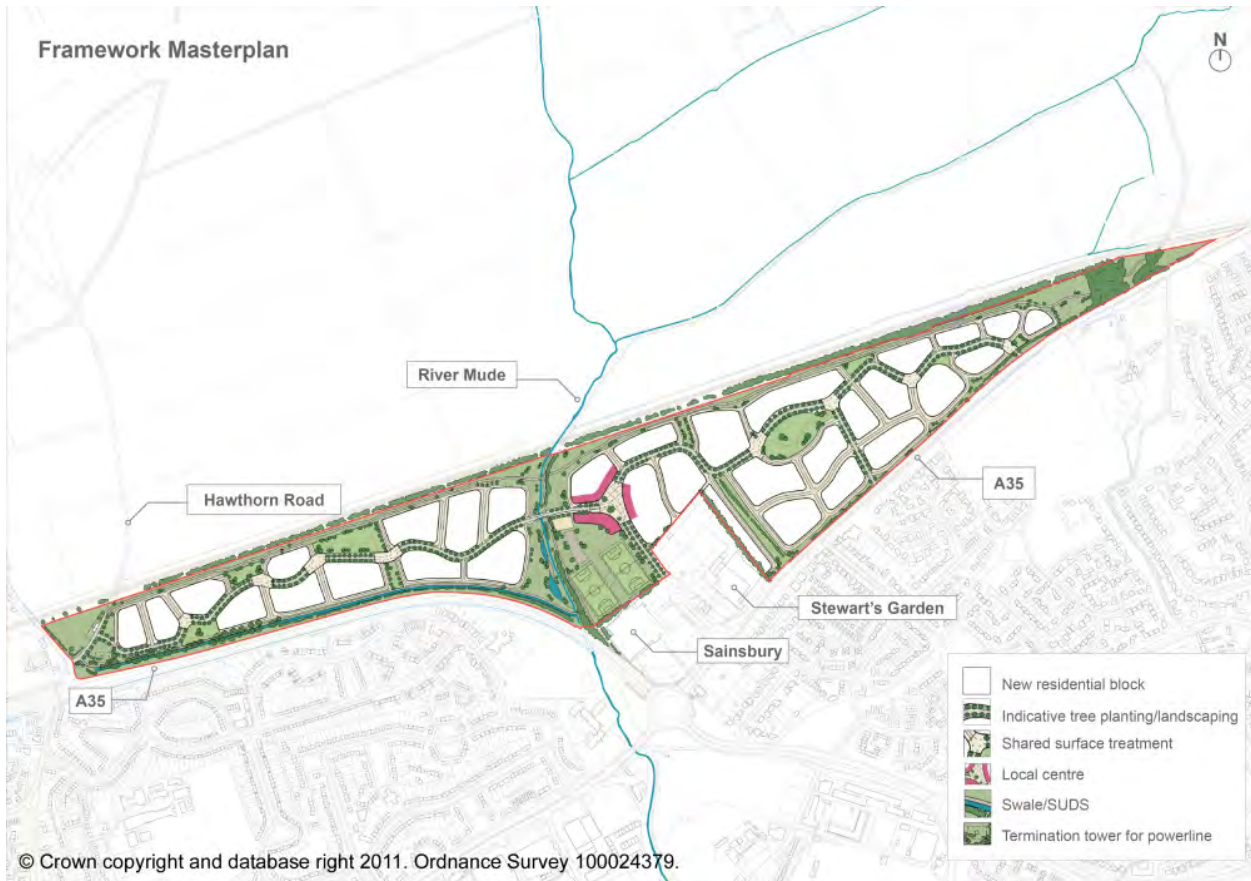 Framework Masterplan
N
River Mude
Hawthorn Road
A35
Stewart's Garden
Sainsbury
A35
New residential block
Indicative tree planting/landscaping
Shared surface treatment
Local centre
Swale/SUDS
Termination tower for powerline
© Crown copyright and database right 2011. Ordnance Survey 100024379.